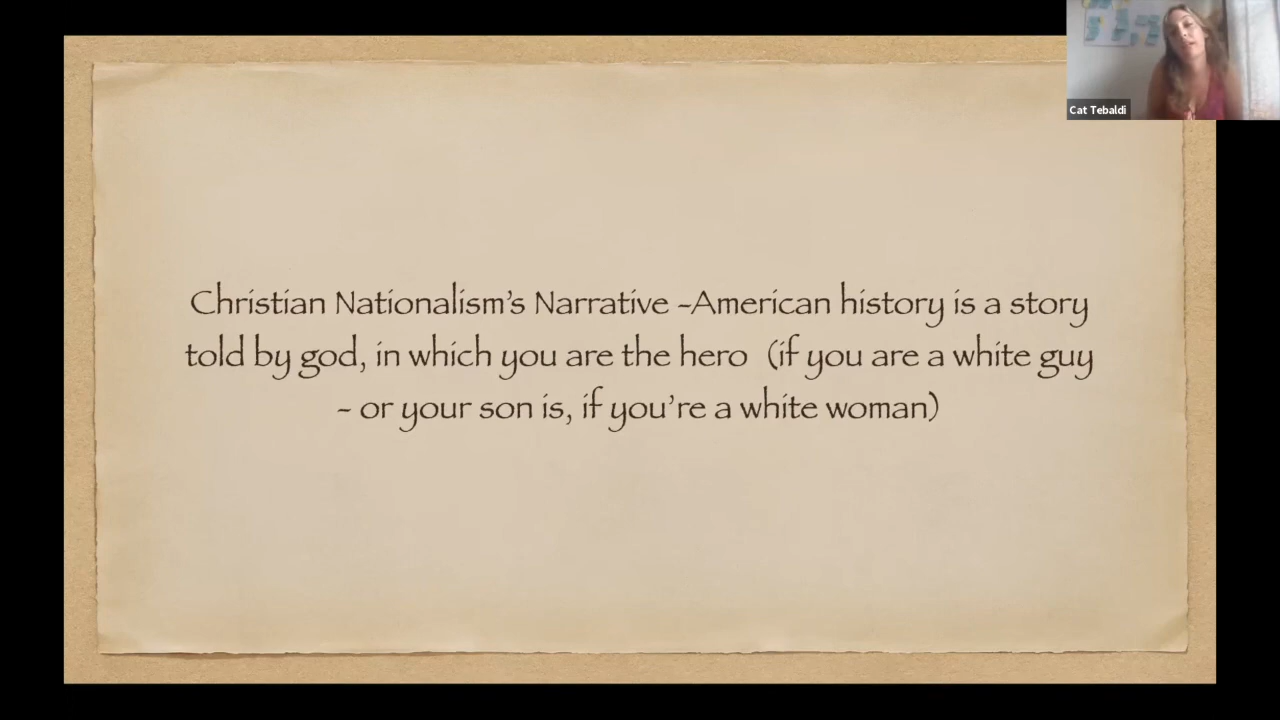 Cat Tebaldi
Christian Nationalism's Narrative -American history is a story
told by god, in which you are the hero (if you are a white guy
- or your son is, if you're a white woman)